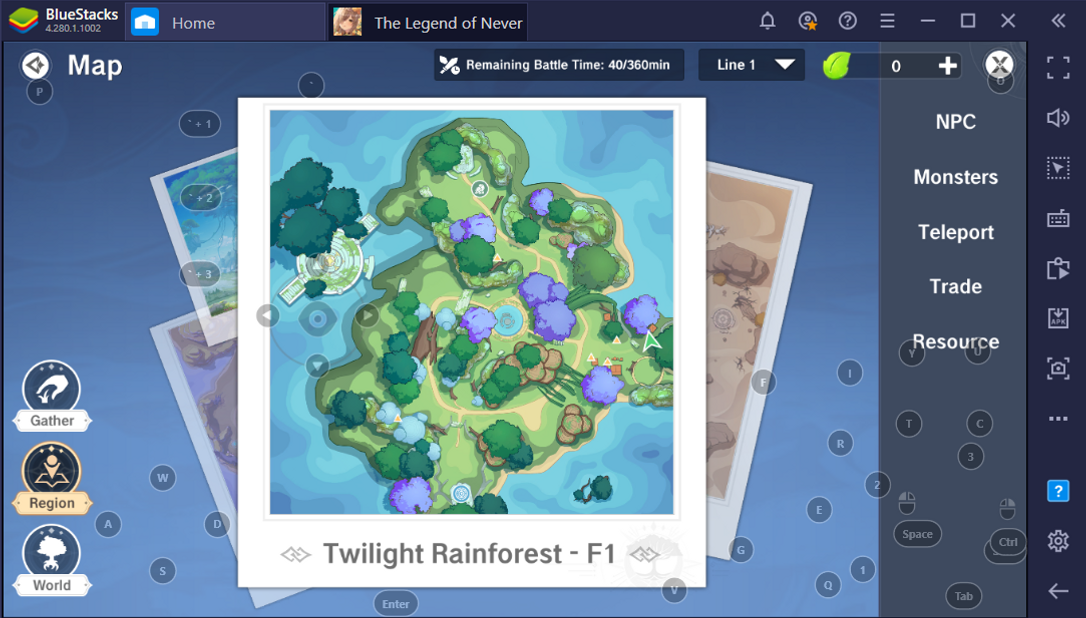 BlueStacks
4.280.1.1002
Home
The Legend of Never
Map
Remaining Battle Time: 40/360min
Line 1
0
P
`
O
` + 1
` + 2
` + 3
NPC
Monsters
Teleport
Trade
Resource
Y
U
I
F
T
C
R
3
2
W
A
D
S
E
G
Q
1
V
Space
Ctrl
Tab
Enter
Gather
Region
World
Twilight Rainforest - F1
APK
?